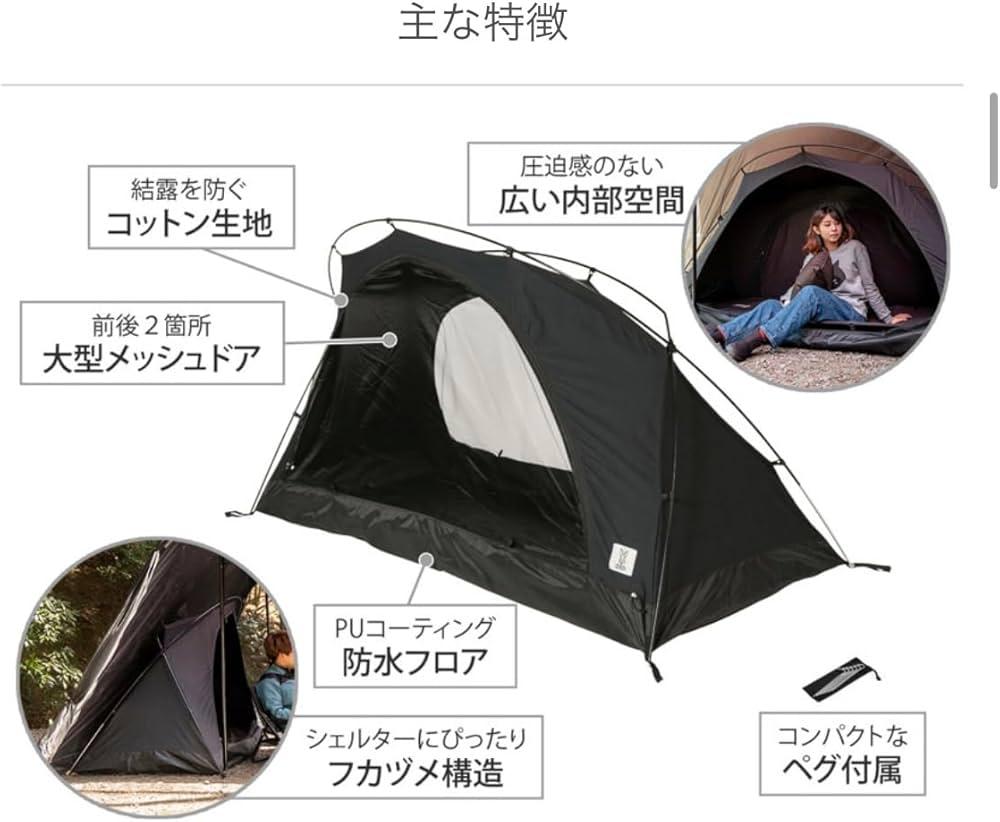 主な特徴
圧迫感のない
広い内部空間
結露を防ぐ
コットン生地
前後２箇所
大型メッシュドア
PUコーティング
防水フロア
シェルターにぴったり
フカヅメ構造
コンパクトな
ペグ付属